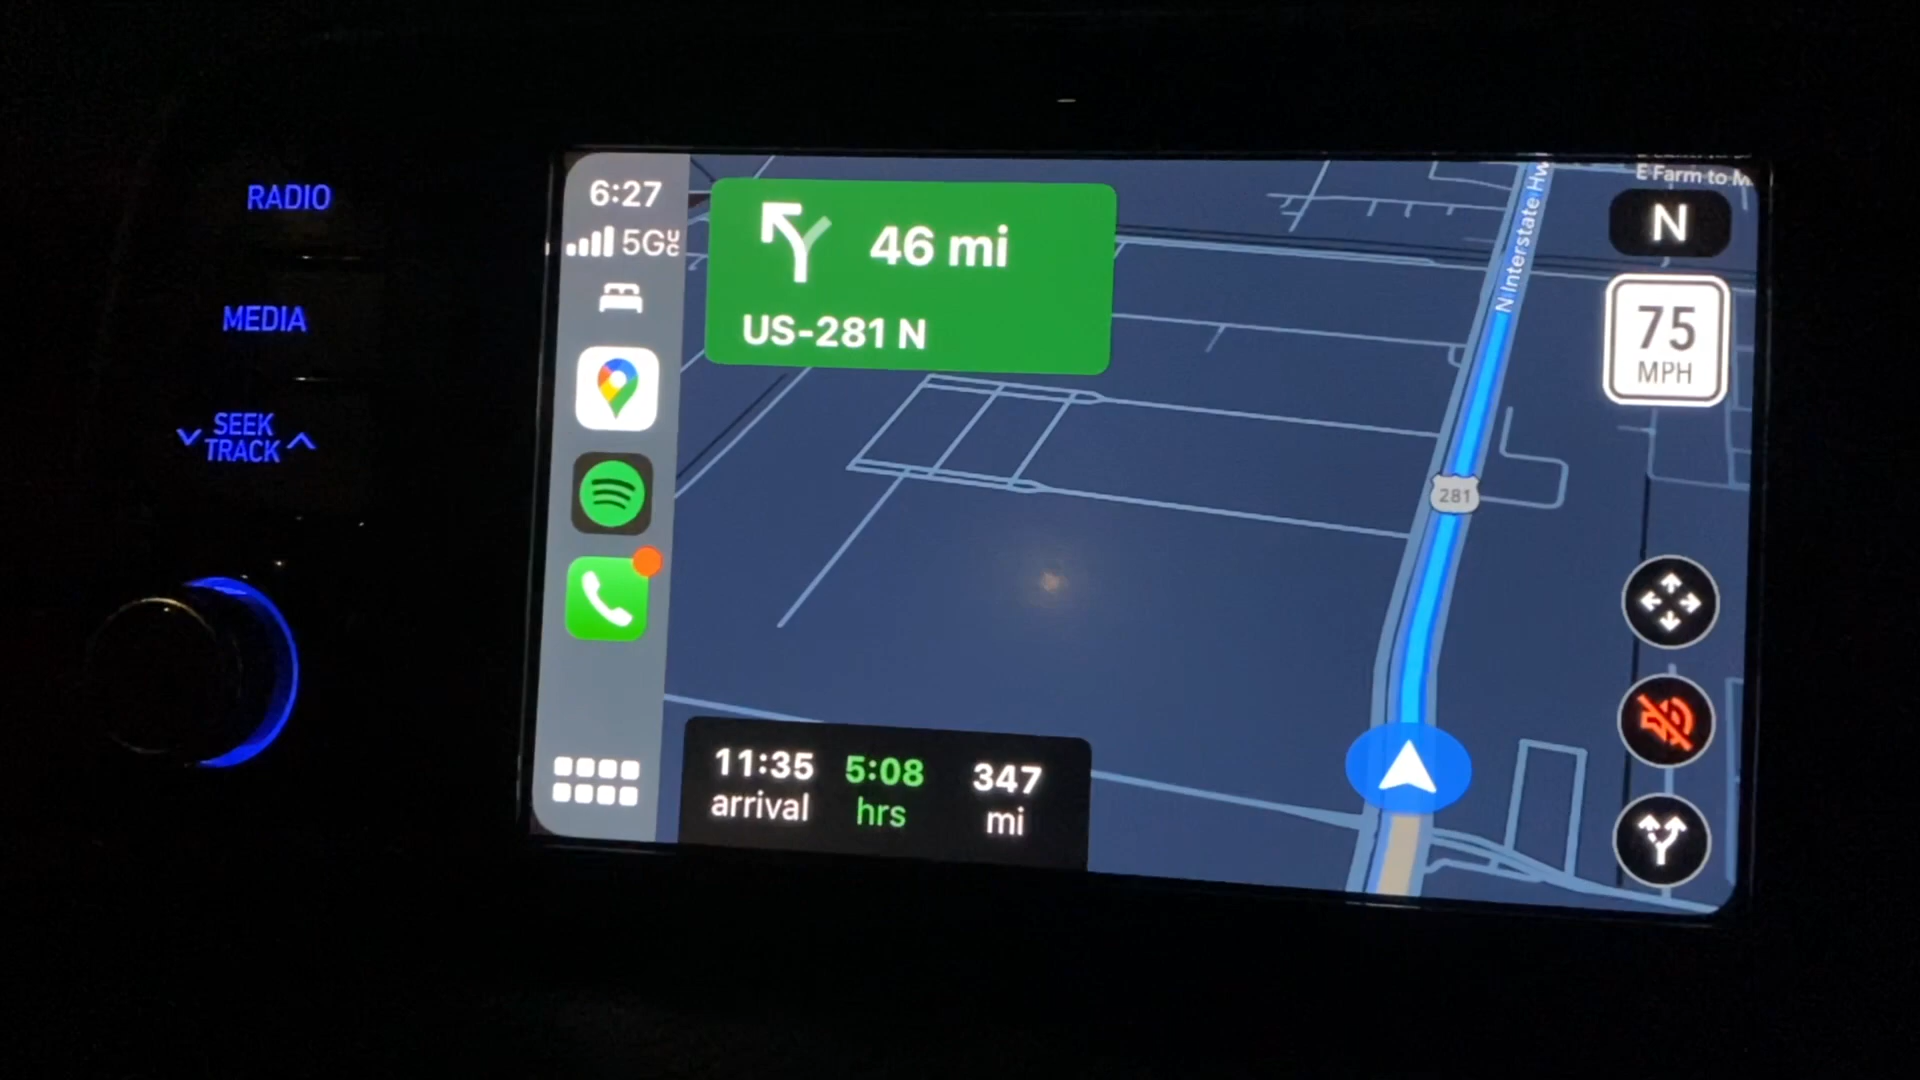 RADIO
MEDIA
SEEK
TRACK
6:27
5G UC
46 mi
US-281 N
11:35
arrival
5:08
hrs
347
mi
N Interstate Hw
281
E Farm to M
N
75
MPH